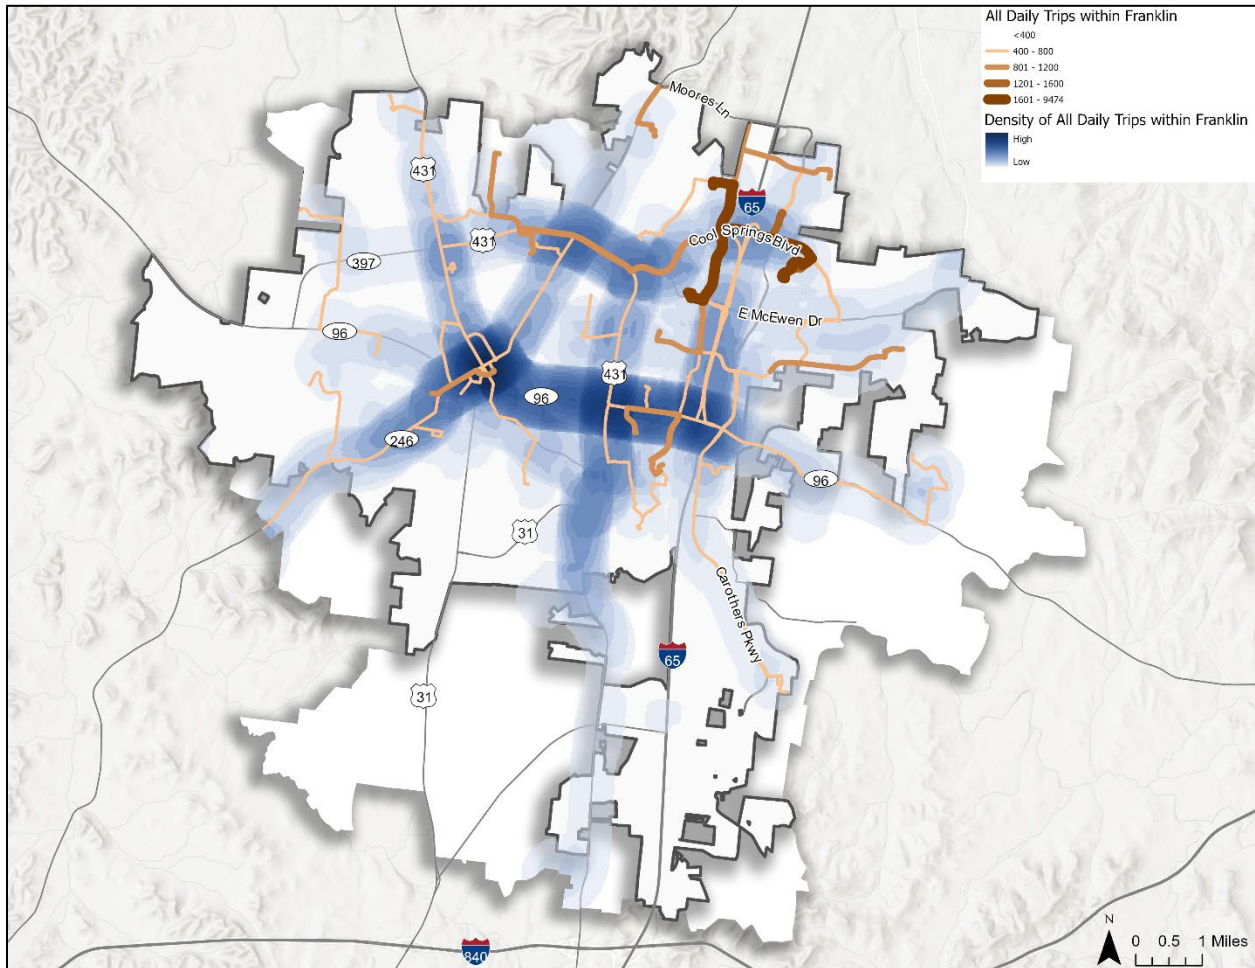 All Daily Trips within Franklin
<400
400 - 800
801 - 1200
1201 - 1600
1601 - 9474
Density of All Daily Trips within Franklin
High
Low
Moores Ln
431
65
431
Cool Springs Blvd
397
E McEwen Dr
96
431
96
246
96
31
Carothers Pkwy
65
31
840
N
0 0.5 1 Miles